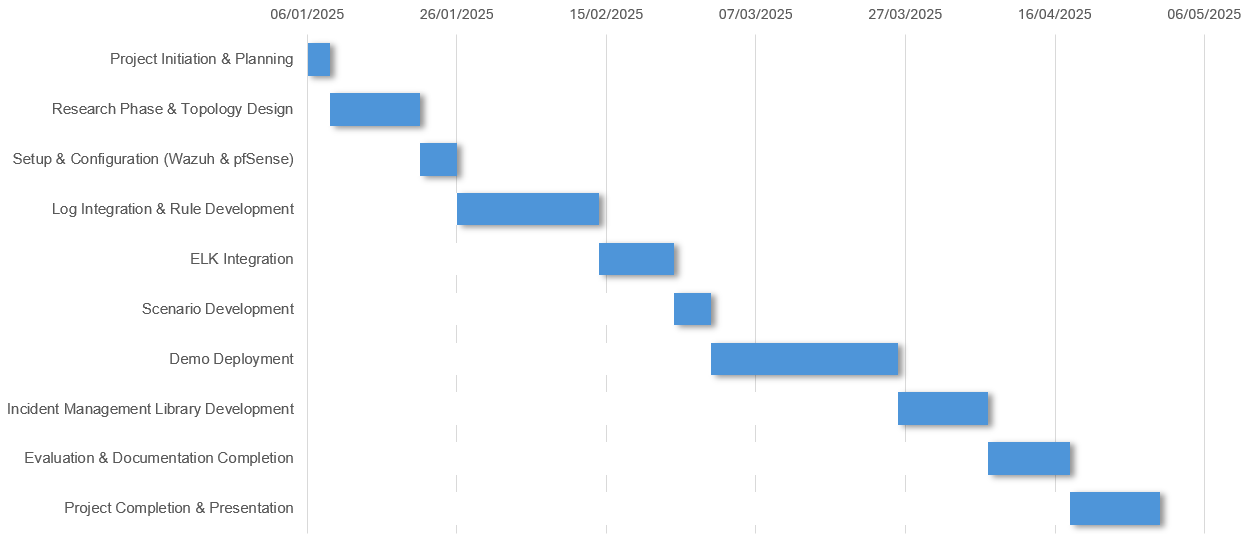 06/01/2025 26/01/2025 15/02/2025 07/03/2025 27/03/2025 16/04/2025 06/05/2025
Project Initiation & Planning
Research Phase & Topology Design
Setup & Configuration (Wazuh & pfSense)
Log Integration & Rule Development
ELK Integration
Scenario Development
Demo Deployment
Incident Management Library Development
Evaluation & Documentation Completion
Project Completion & Presentation